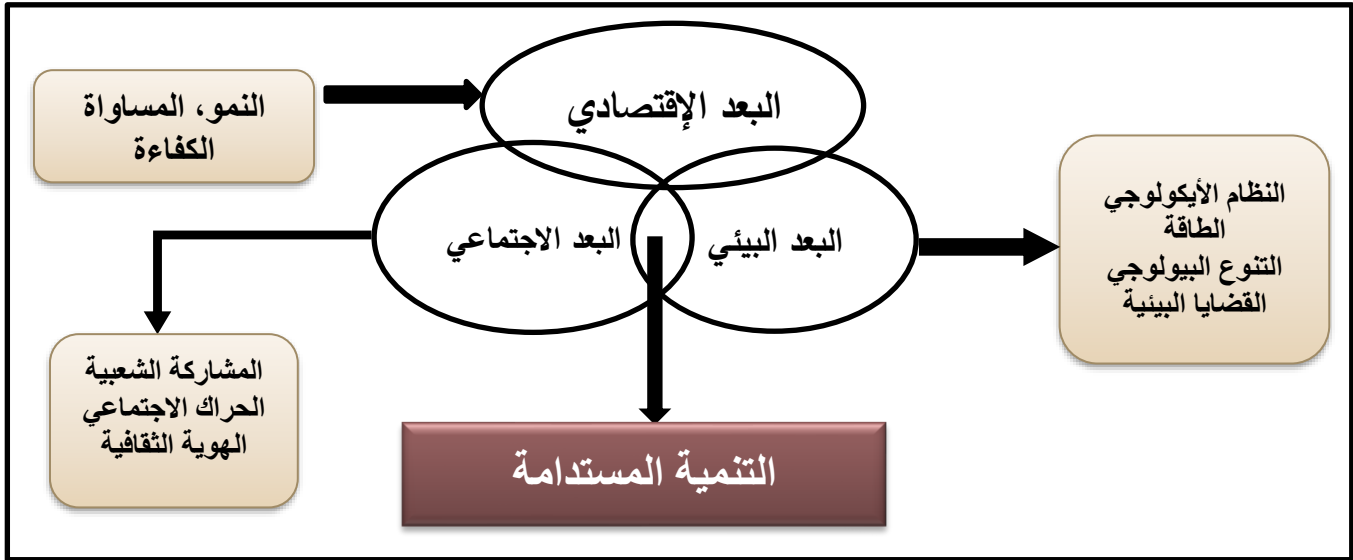 البعد الإقتصادي
النمو، المساواة
الكفاءة
النظام الأيكولوجي
الطاقة
التنوع البيولوجي
القضايا البيئية
البعد البيئي
البعد الاجتماعي
المشاركة الشعبية
الحراك الاجتماعي
الهوية الثقافية
التنمية المستدامة